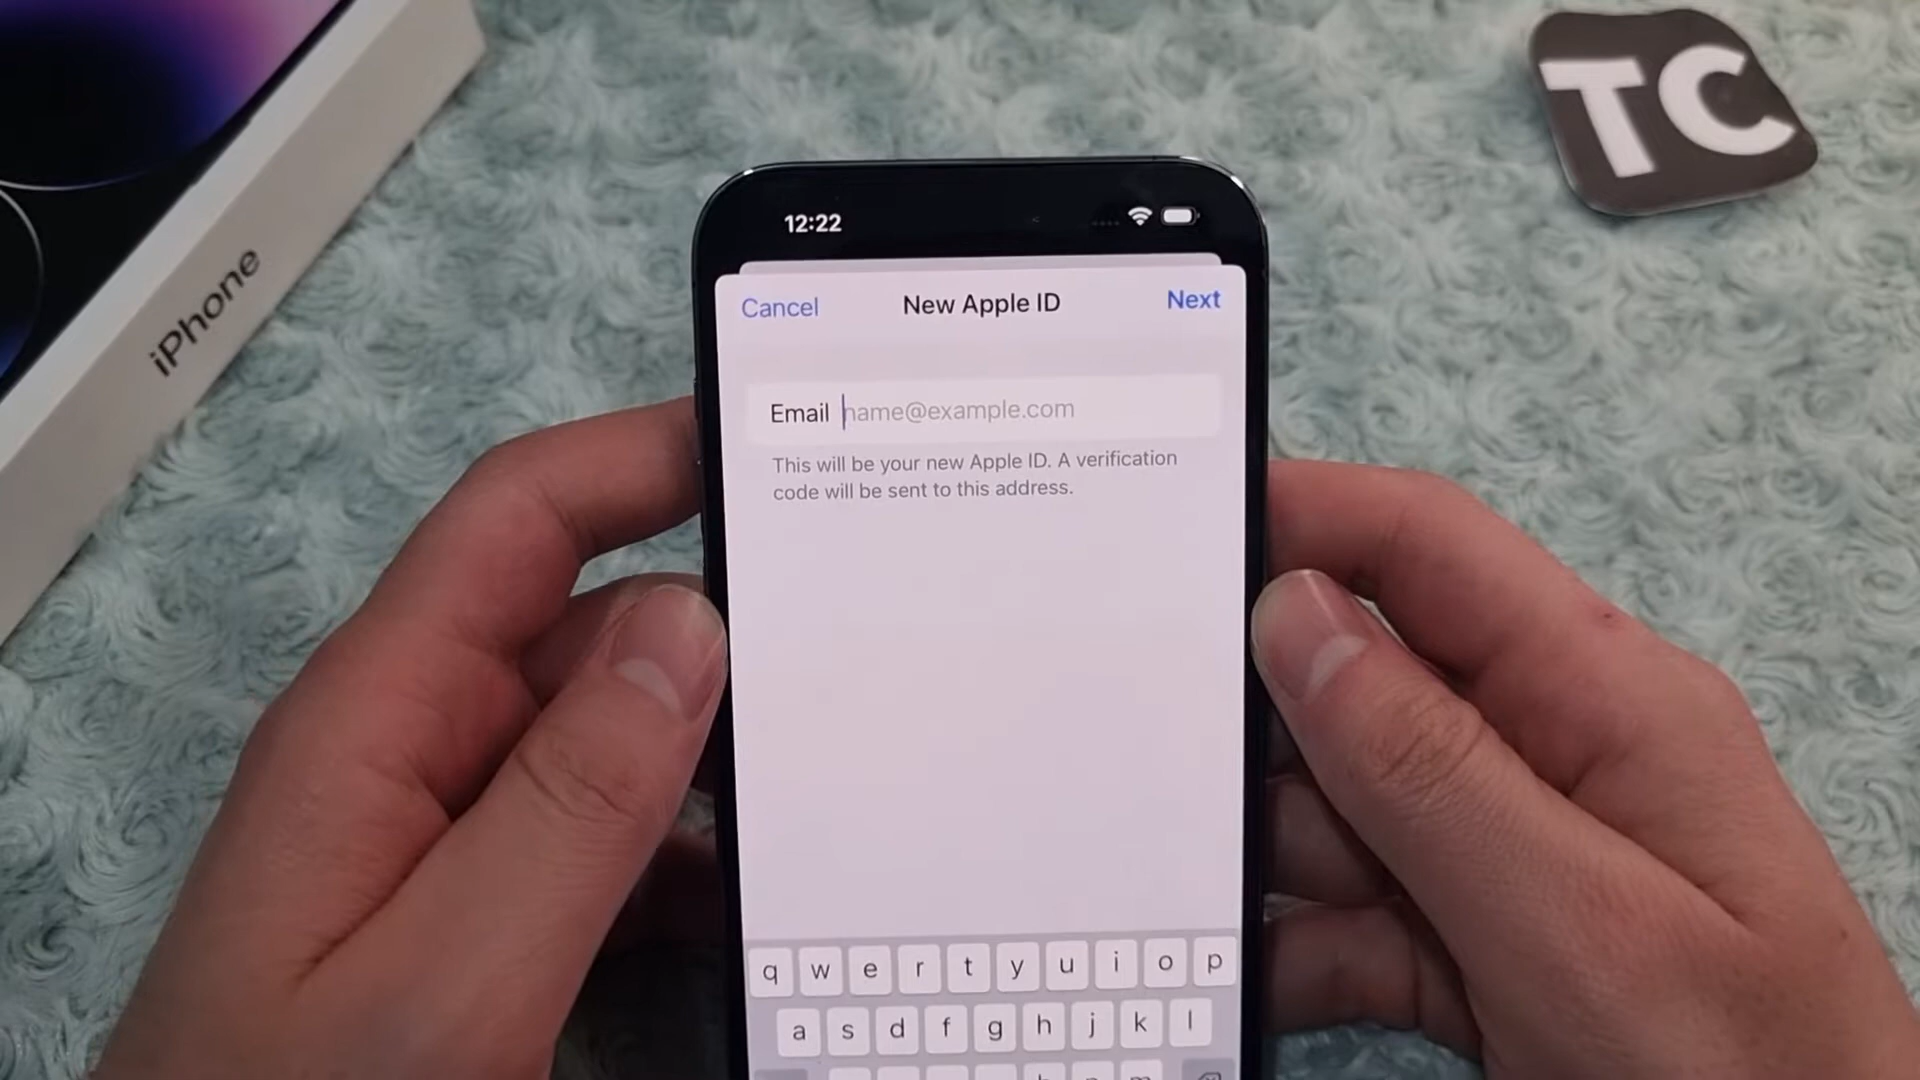 iPhone
TC
12:22
Cancel New Apple ID Next
Email name@example.com
This will be your new Apple ID. A verification
code will be sent to this address.
q w e r t y u i o p
a s d f g h j k l